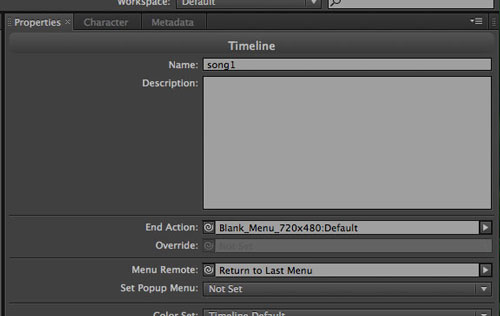 Workspace: Default
Properties × Character Metadata
Timeline
Name: song1
Description:
End Action: Blank_Menu_720x480:Default
Override: Not Set
Menu Remote: Return to Last Menu
Set Popup Menu: Not Set
Color Set: Timeline Default